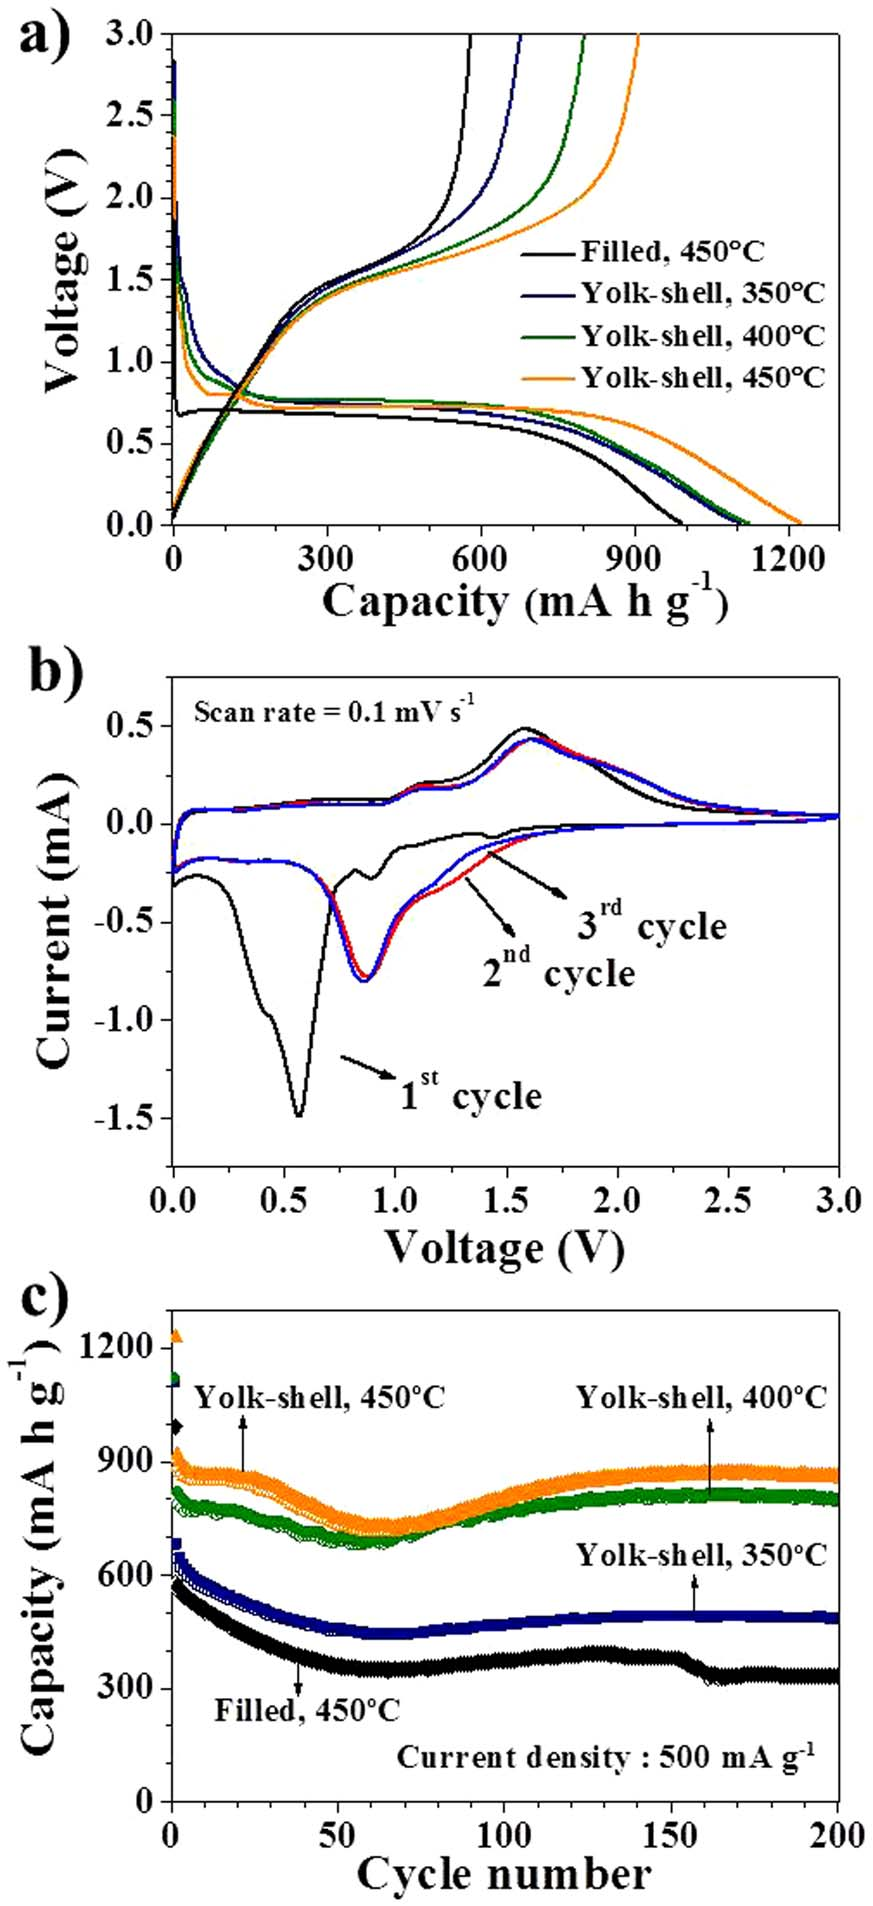 a)
3.0
2.5
2.0
1.5
1.0
0.5
0.0
Voltage (V)
Filled, 450°C
Yolk-shell, 350°C
Yolk-shell, 400°C
Yolk-shell, 450°C
0 300 600 900 1200
Capacity (mA h g⁻¹)
b)
Scan rate = 0.1 mV s⁻¹
0.5
0.0
-0.5
-1.0
-1.5
Current (mA)
3rd cycle
2nd cycle
1st cycle
0.0 0.5 1.0 1.5 2.0 2.5 3.0
Voltage (V)
c)
1200
900
600
300
0
Capacity (mA h g⁻¹)
Yolk-shell, 450°C
Yolk-shell, 400°C
Yolk-shell, 350°C
Filled, 450°C
Current density : 500 mA g⁻¹
0 50 100 150 200
Cycle number